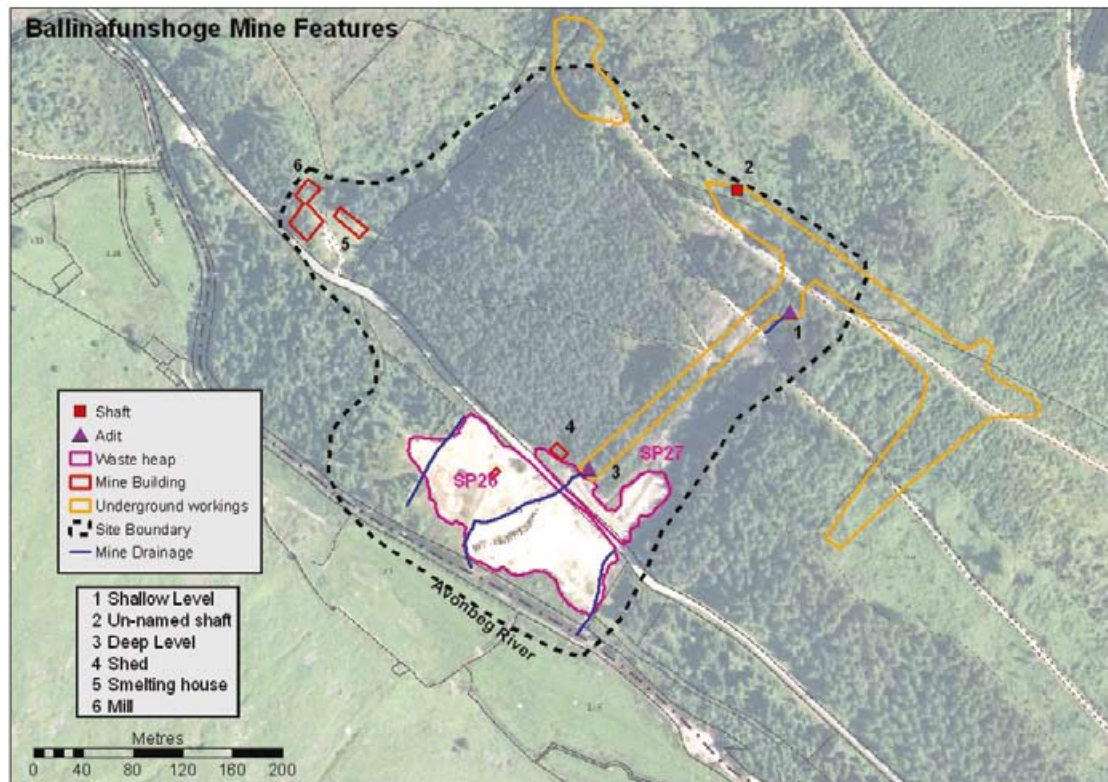 Ballinafunshoge Mine Features
6
5
2
1
4
3
SP26
SP27
Avonbeg River
Shaft
Adit
Waste heap
Mine Building
Underground workings
Site Boundary
Mine Drainage
1 Shallow Level
2 Un-named shaft
3 Deep Level
4 Shed
5 Smelting house
6 Mill
Metres
0 40 80 120 160 200